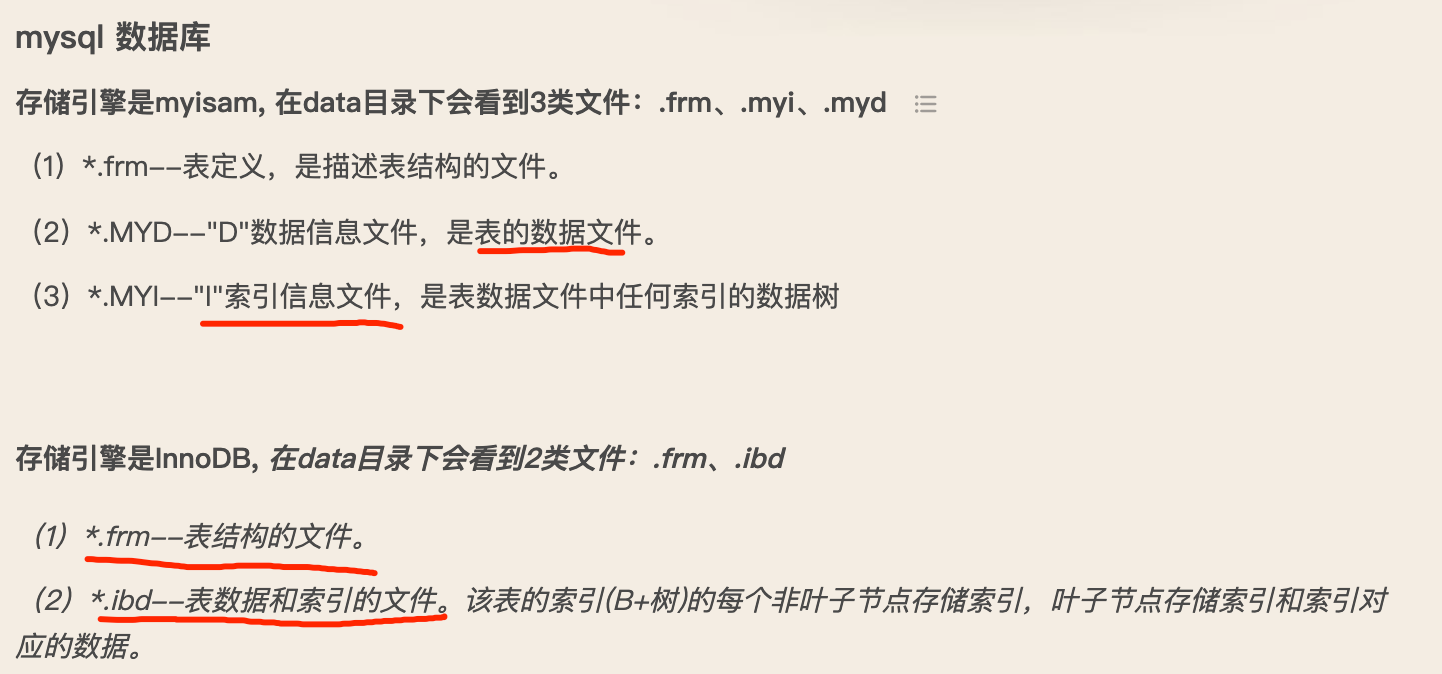 mysql 数据库
存储引擎是myisam, 在data目录下会看到3类文件：.frm、.myi、.myd
（1）*.frm--表定义，是描述表结构的文件。
（2）*.MYD--"D"数据信息文件，是表的数据文件。
（3）*.MYI--"I"索引信息文件，是表数据文件中任何索引的数据树
存储引擎是InnoDB, 在data目录下会看到2类文件：.frm、.ibd
（1）*.frm--表结构的文件。
（2）*.ibd--表数据和索引的文件。该表的索引(B+树)的每个非叶子节点存储索引，叶子节点存储索引和索引对
应的数据。